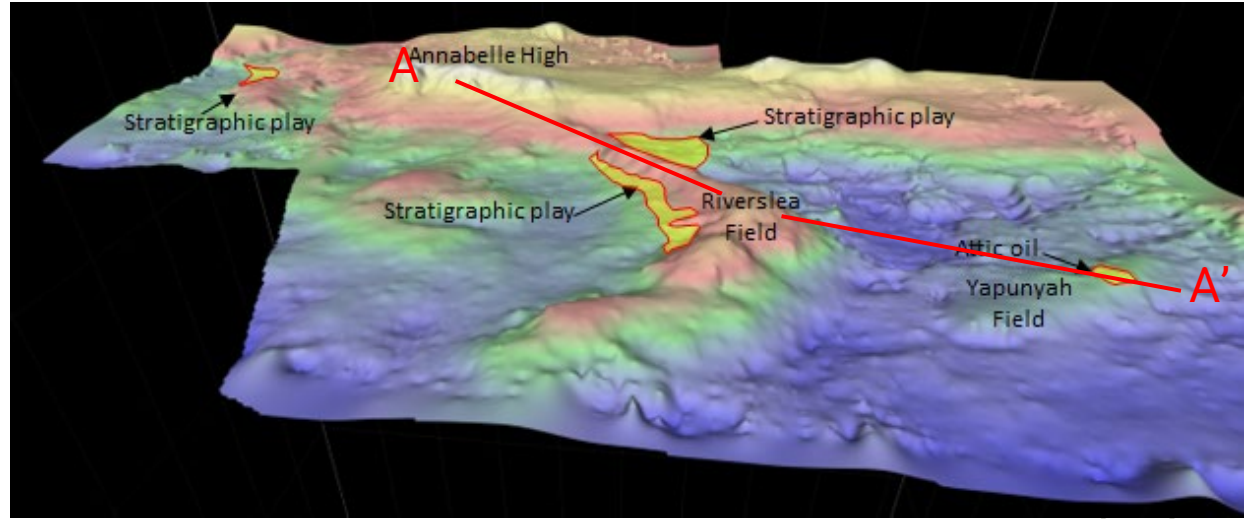 Annabelle High
A
Stratigraphic play
Stratigraphic play
Stratigraphic play
Riverslea
Field
Attic oil
A’
Yapunyah
Field